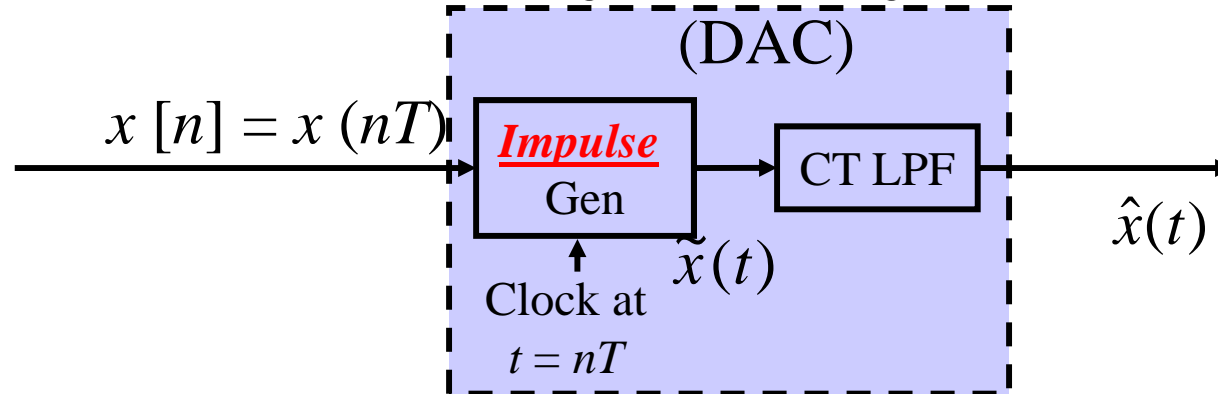 (DAC)
x [n] = x (nT)
Impulse
Gen
CT LPF
x̃(t)
x̂(t)
Clock at
t = nT